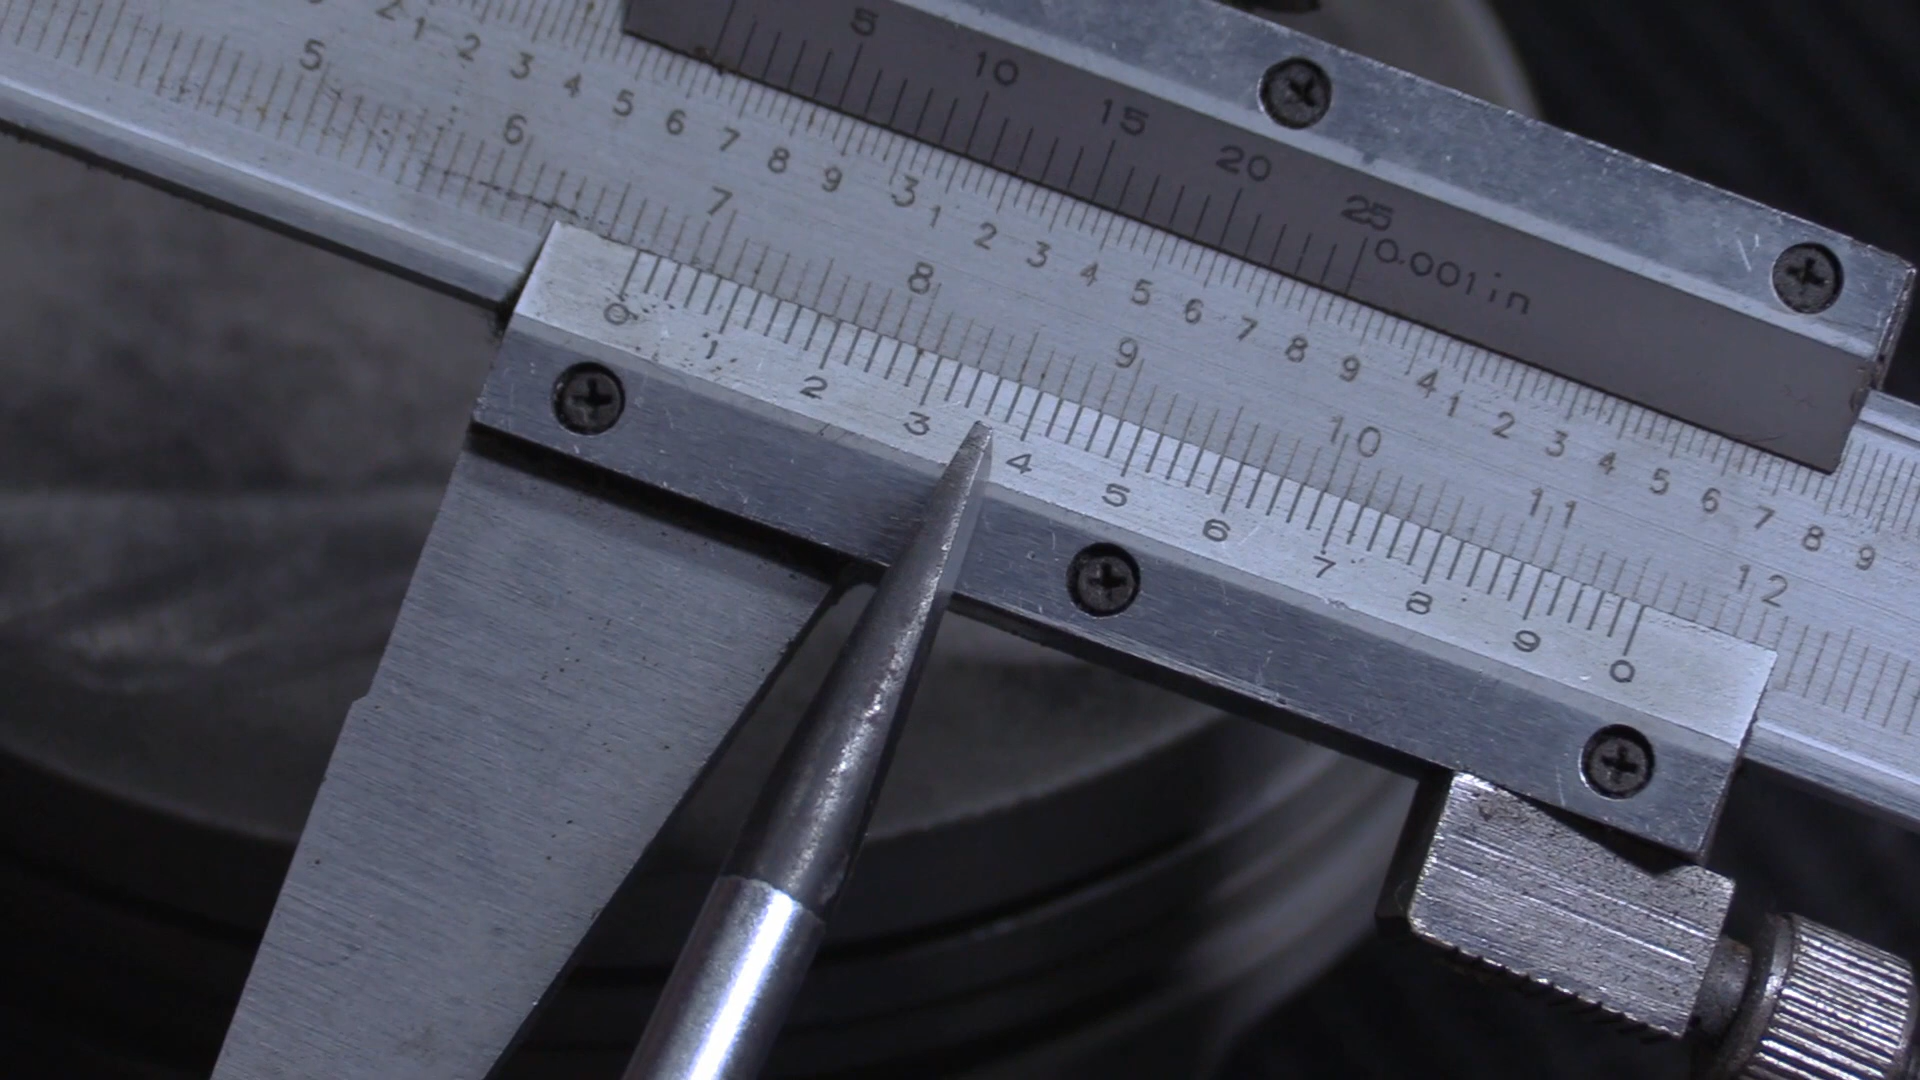 5 10 15 20 25 0.001in
2 1 2 3 4 5 6 7 8 9 3 1 2 3 4 5 6 7 8 9 4 1 2 3 4 5 6 7 8 9
5 6 7 8 9 10 11 12
0 1 2 3 4 5 6 7 8 9 0